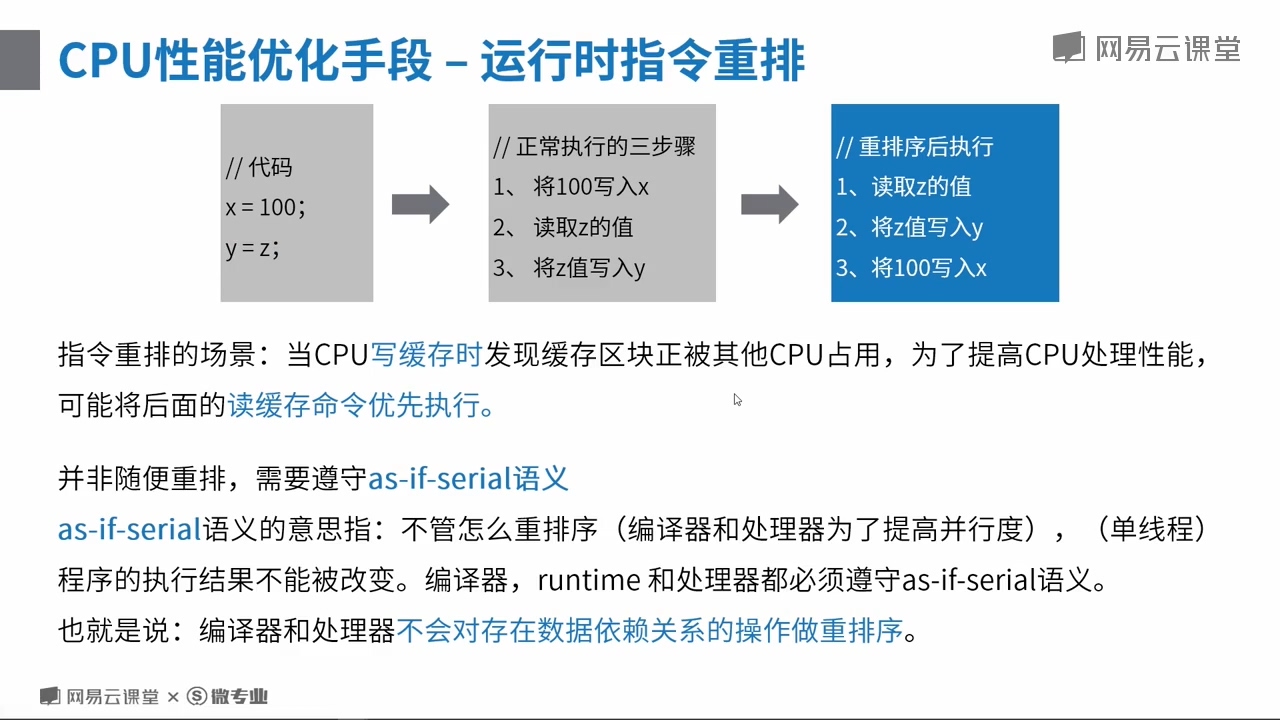 CPU性能优化手段 – 运行时指令重排
网易云课堂
// 代码
x = 100；
y = z；
// 正常执行的三步骤
1、 将100写入x
2、 读取z的值
3、 将z值写入y
// 重排序后执行
1、读取z的值
2、将z值写入y
3、将100写入x
指令重排的场景：当CPU写缓存时发现缓存区块正被其他CPU占用，为了提高CPU处理性能，
可能将后面的读缓存命令优先执行。
并非随便重排，需要遵守as-if-serial语义
as-if-serial语义的意思指：不管怎么重排序（编译器和处理器为了提高并行度），（单线程）
程序的执行结果不能被改变。编译器，runtime 和处理器都必须遵守as-if-serial语义。
也就是说：编译器和处理器不会对存在数据依赖关系的操作做重排序。
网易云课堂 × 微专业